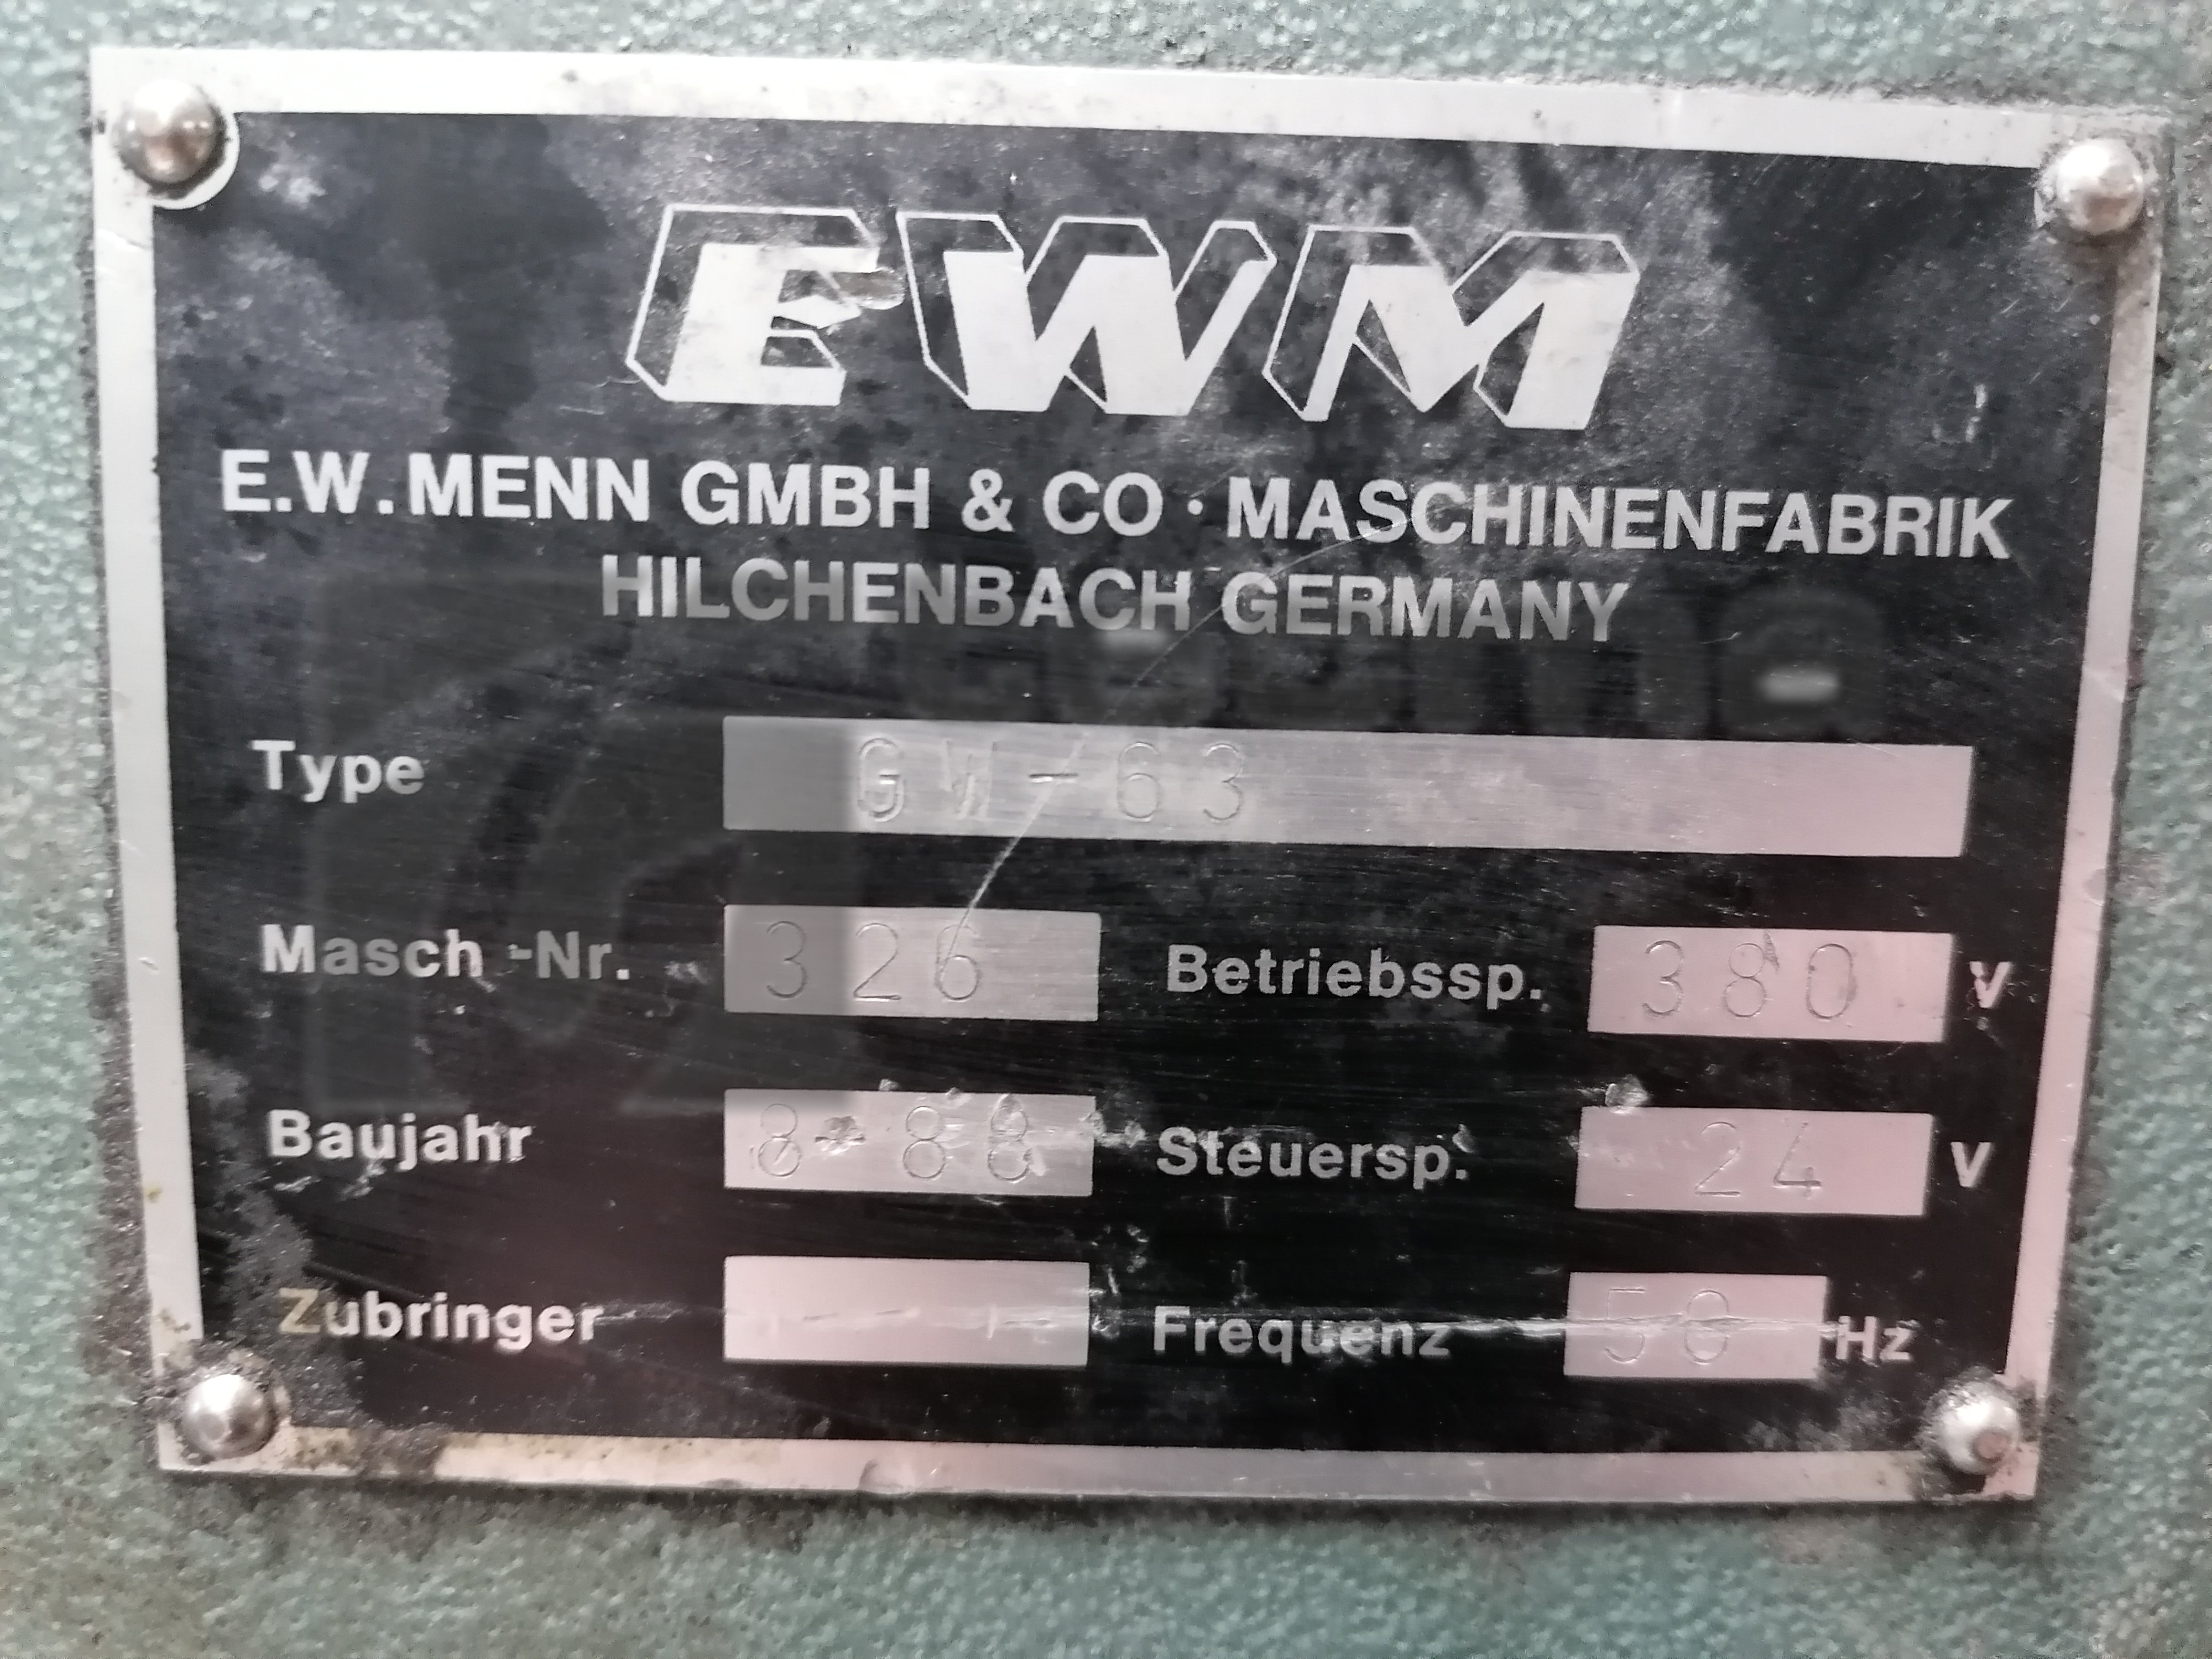 EWM
E.W.MENN GMBH & CO · MASCHINENFABRIK
HILCHENBACH GERMANY
Type GW-63
Masch.-Nr. 326 Betriebssp. 380 V
Baujahr 8 88 Steuersp. 24 V
Zubringer Frequenz 50 Hz